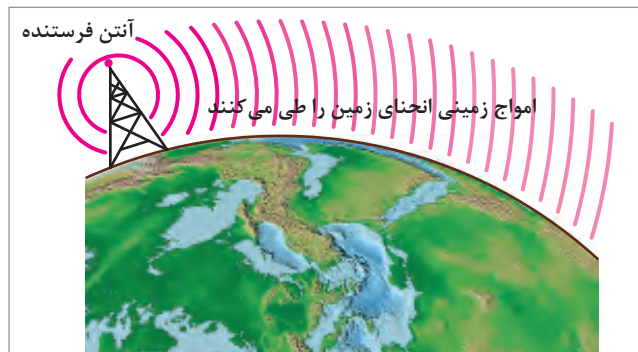 آنتن فرستنده
امواج زمینی انحنای زمین را طی می‌کنند